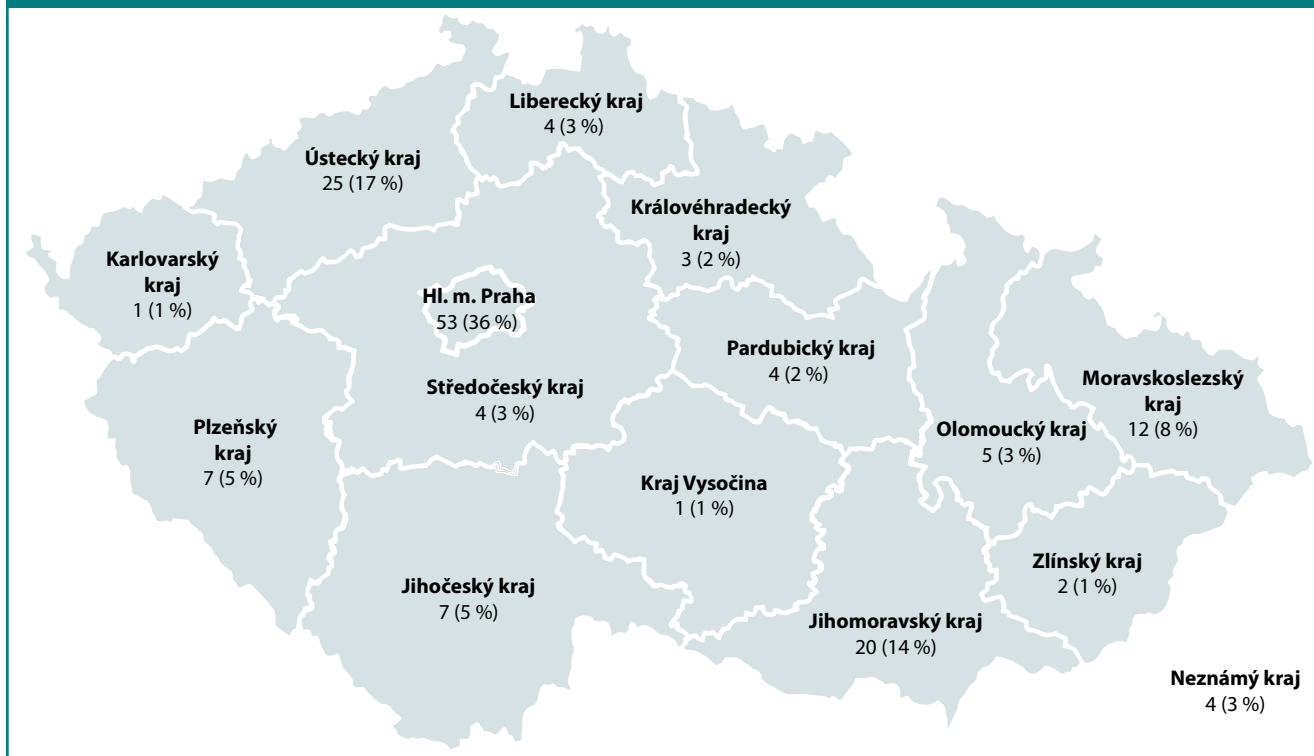 Liberecký kraj
4 (3 %)
Ústecký kraj
25 (17 %)
Královéhradecký
kraj
3 (2 %)
Karlovarský
kraj
1 (1 %)
Hl. m. Praha
53 (36 %)
Pardubický kraj
4 (2 %)
Moravskoslezský
kraj
12 (8 %)
Středočeský kraj
4 (3 %)
Plzeňský
kraj
7 (5 %)
Olomoucký kraj
5 (3 %)
Kraj Vysočina
1 (1 %)
Zlínský kraj
2 (1 %)
Jihočeský kraj
7 (5 %)
Jihomoravský kraj
20 (14 %)
Neznámý kraj
4 (3 %)